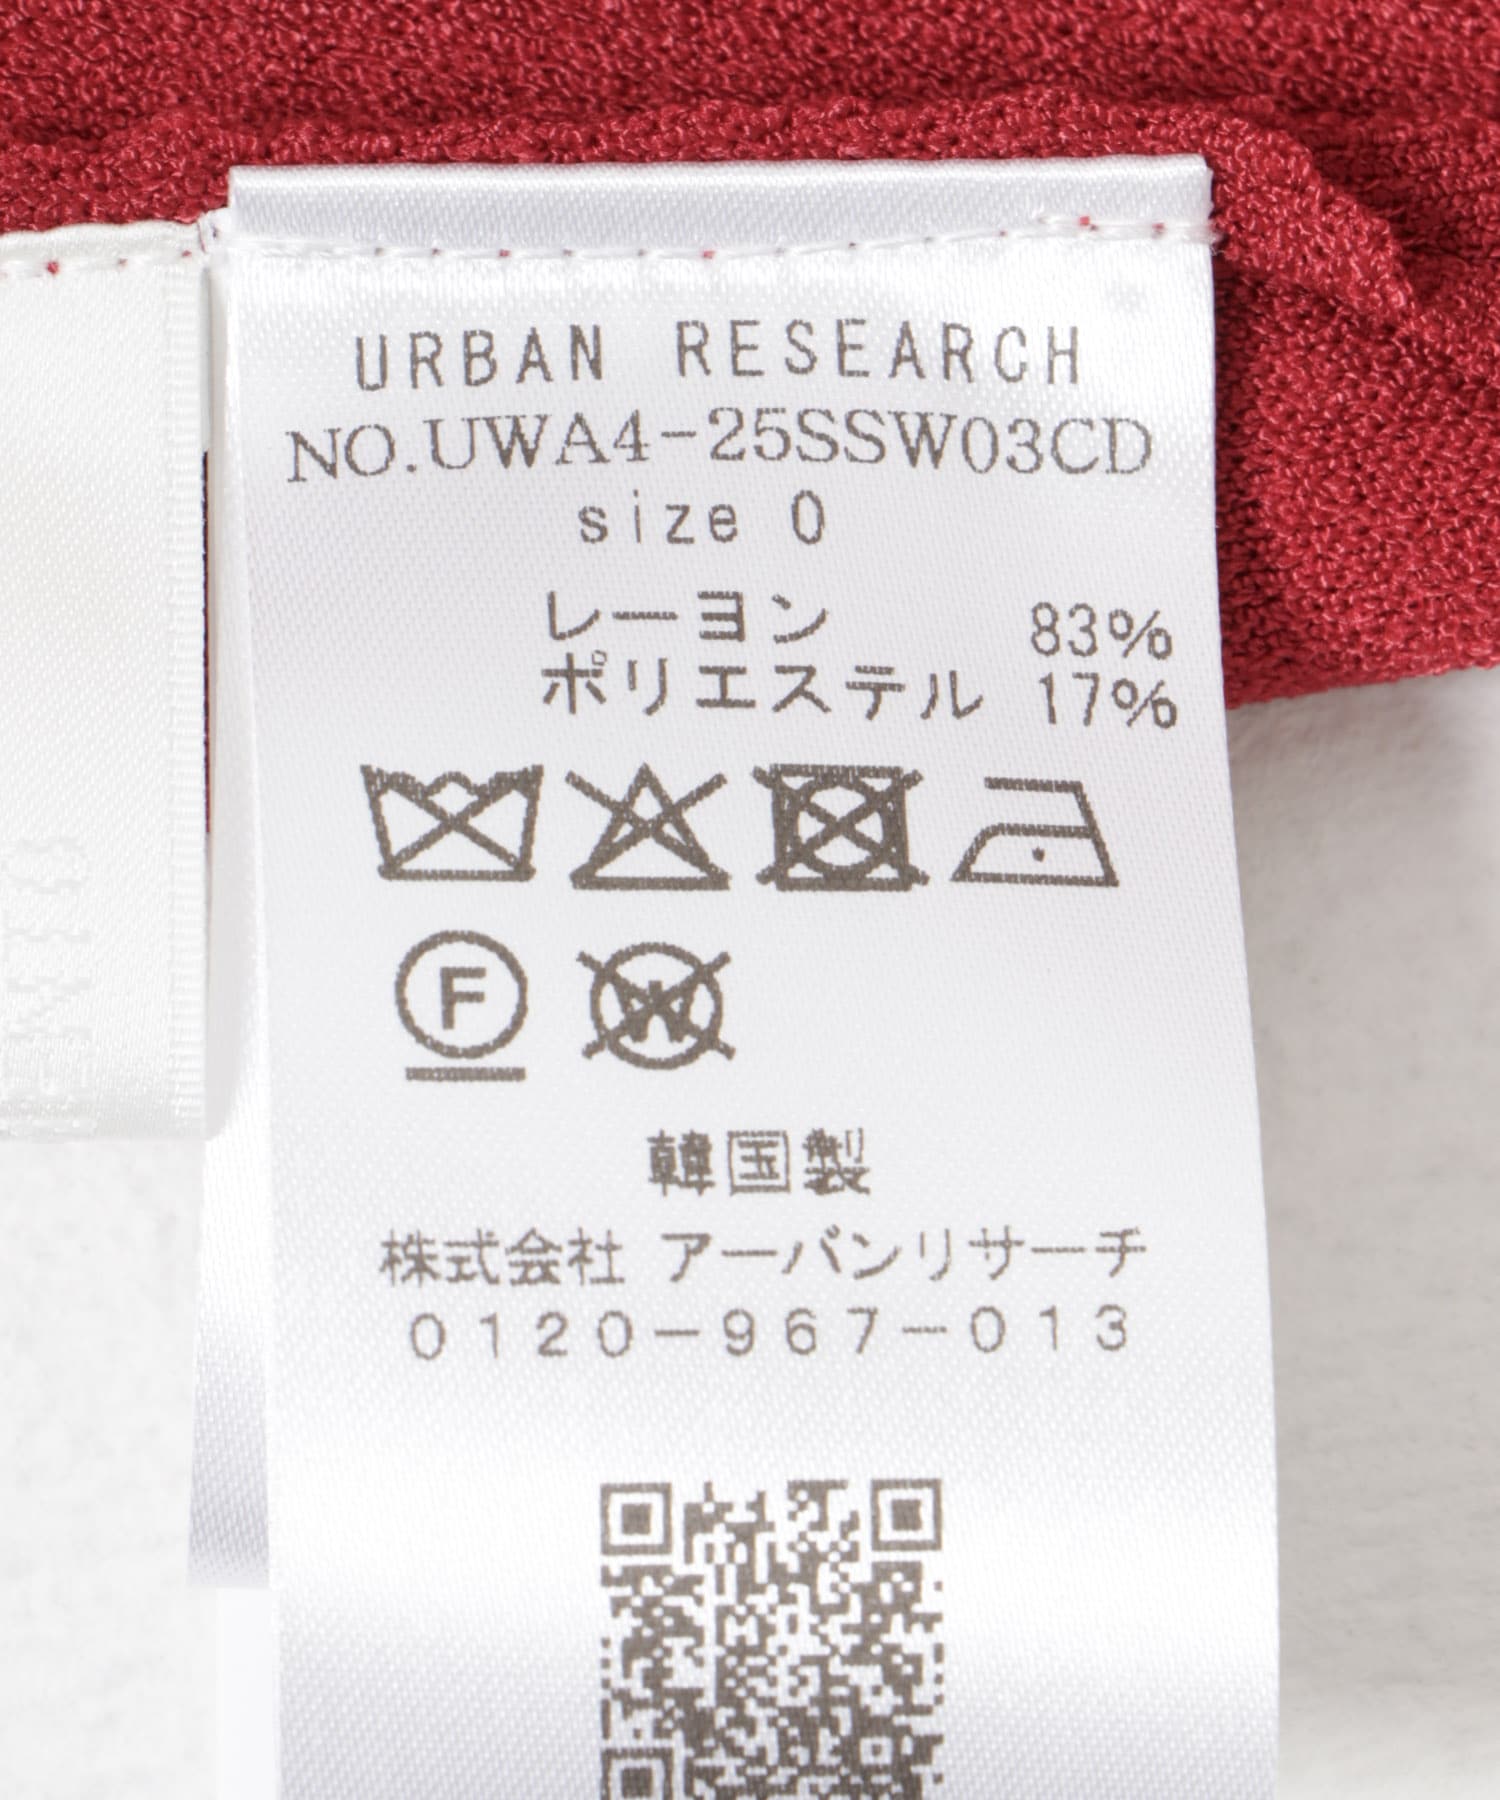 URBAN RESEARCH
NO.UWA4-25SSW03CD
size 0
レーヨン 83%
ポリエステル 17%
F
W
韓国製
株式会社 アーバンリサーチ
0120-967-013